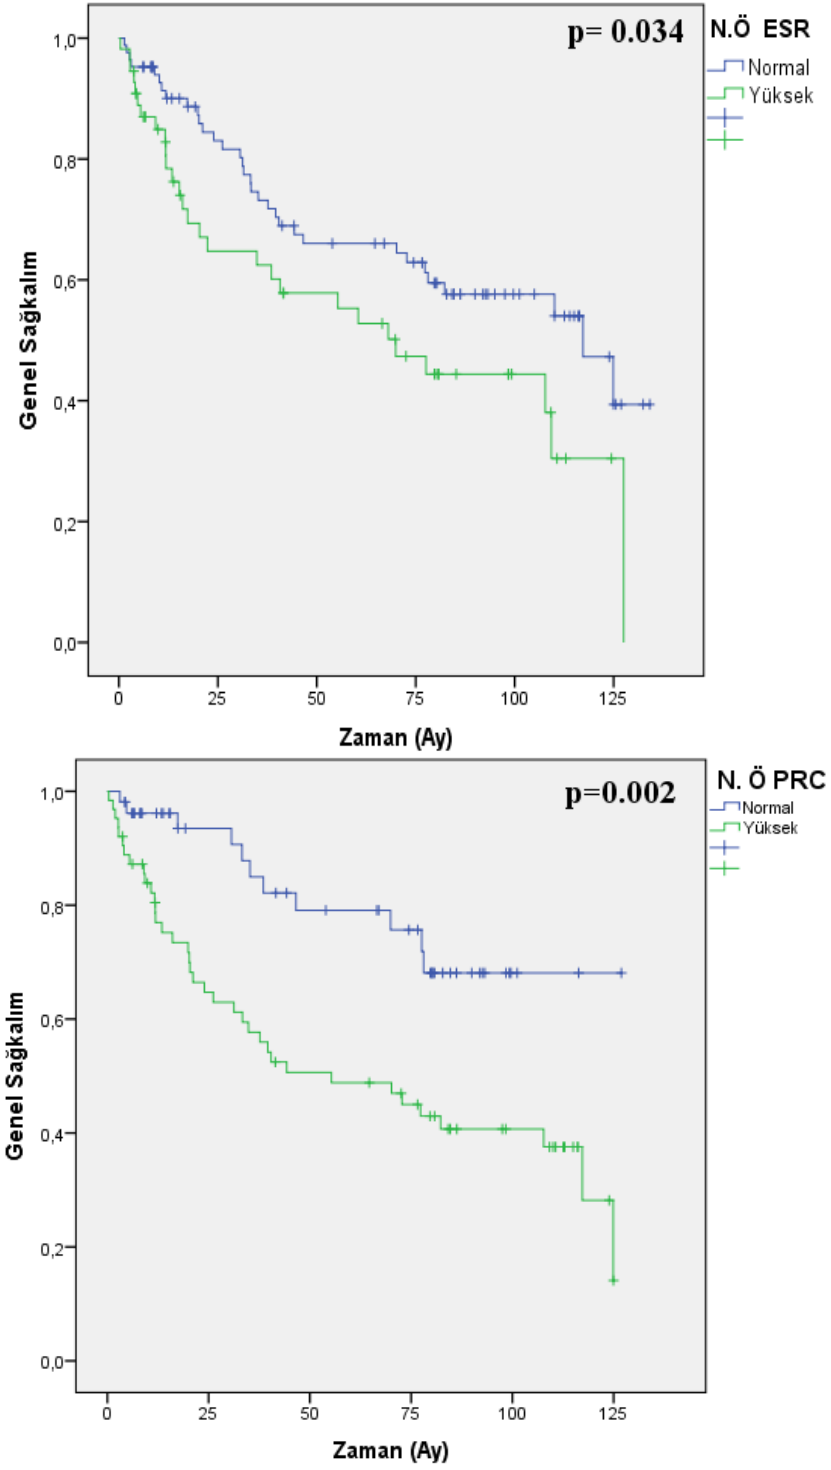 p= 0.034
N.Ö ESR
Normal
Yüksek
1,0
0,8
0,6
0,4
0,2
0,0
Genel Sağkalım
0 25 50 75 100 125
Zaman (Ay)
p=0.002
N. Ö PRC
Normal
Yüksek
1,0
0,8
0,6
0,4
0,2
0,0
Genel Sağkalım
0 25 50 75 100 125
Zaman (Ay)